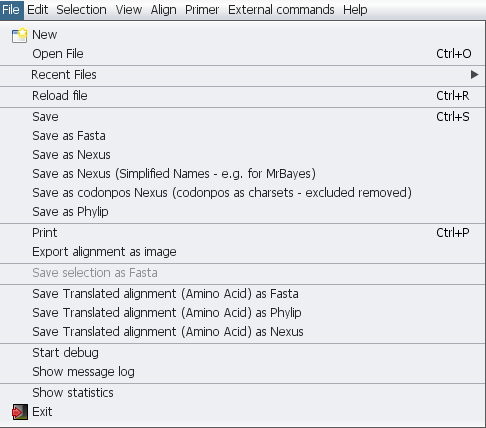 File Edit Selection View Align Primer External commands Help
New
Open File Ctrl+O
Recent Files
Reload file Ctrl+R
Save Ctrl+S
Save as Fasta
Save as Nexus
Save as Nexus (Simplified Names - e.g. for MrBayes)
Save as codonpos Nexus (codonpos as charsets - excluded removed)
Save as Phylip
Print Ctrl+P
Export alignment as image
Save selection as Fasta
Save Translated alignment (Amino Acid) as Fasta
Save Translated alignment (Amino Acid) as Phylip
Save Translated alignment (Amino Acid) as Nexus
Start debug
Show message log
Show statistics
Exit